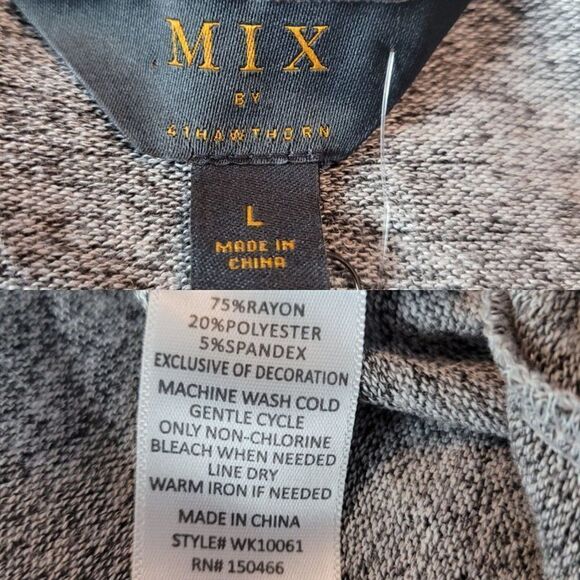 MIX
BY
41HAWTHORN
L
MADE IN
CHINA
75%RAYON
20%POLYESTER
5%SPANDEX
EXCLUSIVE OF DECORATION
MACHINE WASH COLD
GENTLE CYCLE
ONLY NON-CHLORINE
BLEACH WHEN NEEDED
LINE DRY
WARM IRON IF NEEDED
MADE IN CHINA
STYLE# WK10061
RN# 150466